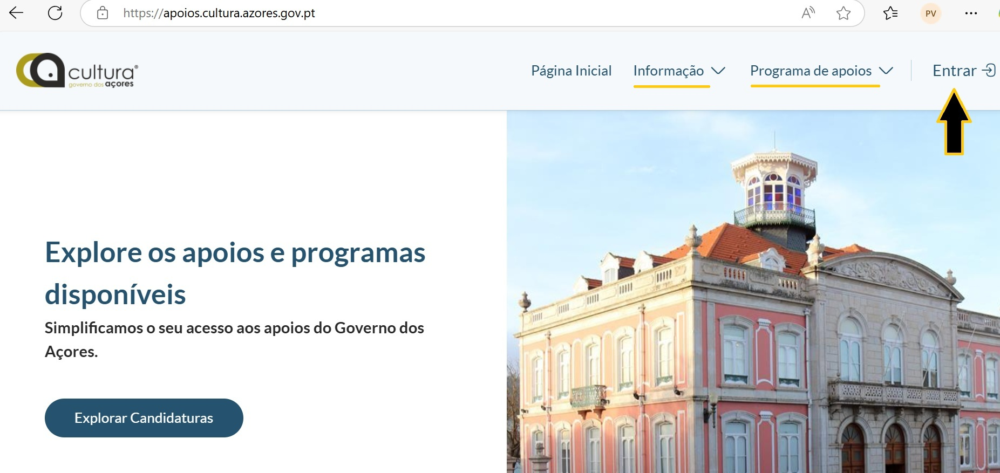 https://apoios.cultura.azores.gov.pt
PV
cultura®
governo dos açores
Página Inicial
Informação
Programa de apoios
Entrar
Explore os apoios e programas
disponíveis
Simplificamos o seu acesso aos apoios do Governo dos
Açores.
Explorar Candidaturas